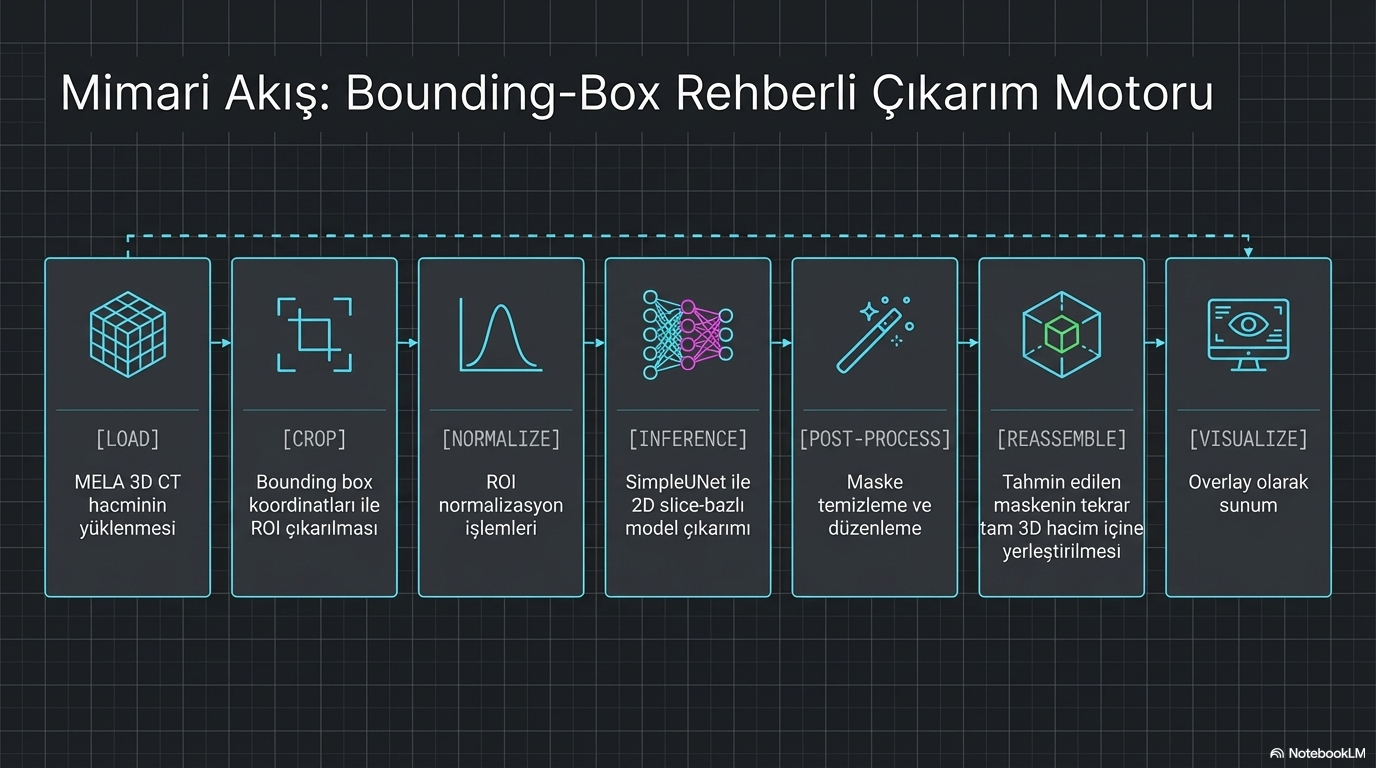 Mimari Akış: Bounding-Box Rehberli Çıkarım Motoru
[LOAD]
MELA 3D CT
hacminin
yüklenmesi
[CROP]
Bounding box
koordinatları ile
ROI çıkarılması
[NORMALIZE]
ROI
normalizasyon
işlemleri
[INFERENCE]
SimpleUNet ile
2D slice-bazlı
model çıkarımı
[POST-PROCESS]
Maske
temizleme ve
düzenleme
[REASSEMBLE]
Tahmin edilen
maskenin tekrar
tam 3D hacim içine
yerleştirilmesi
[VISUALIZE]
Overlay olarak
sunum
NotebookLM